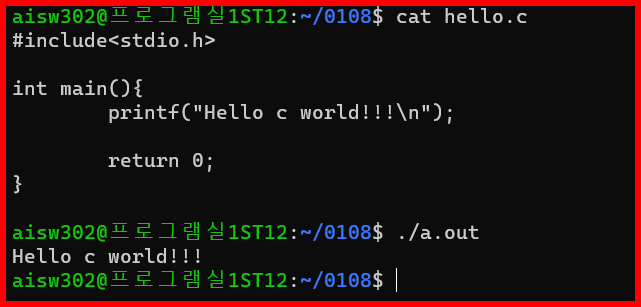 aisw302@프로그램실1ST12:~/0108$ cat hello.c
#include<stdio.h>
int main(){
printf("Hello c world!!!\n");
return 0;
}
aisw302@프로그램실1ST12:~/0108$ ./a.out
Hello c world!!!
aisw302@프로그램실1ST12:~/0108$